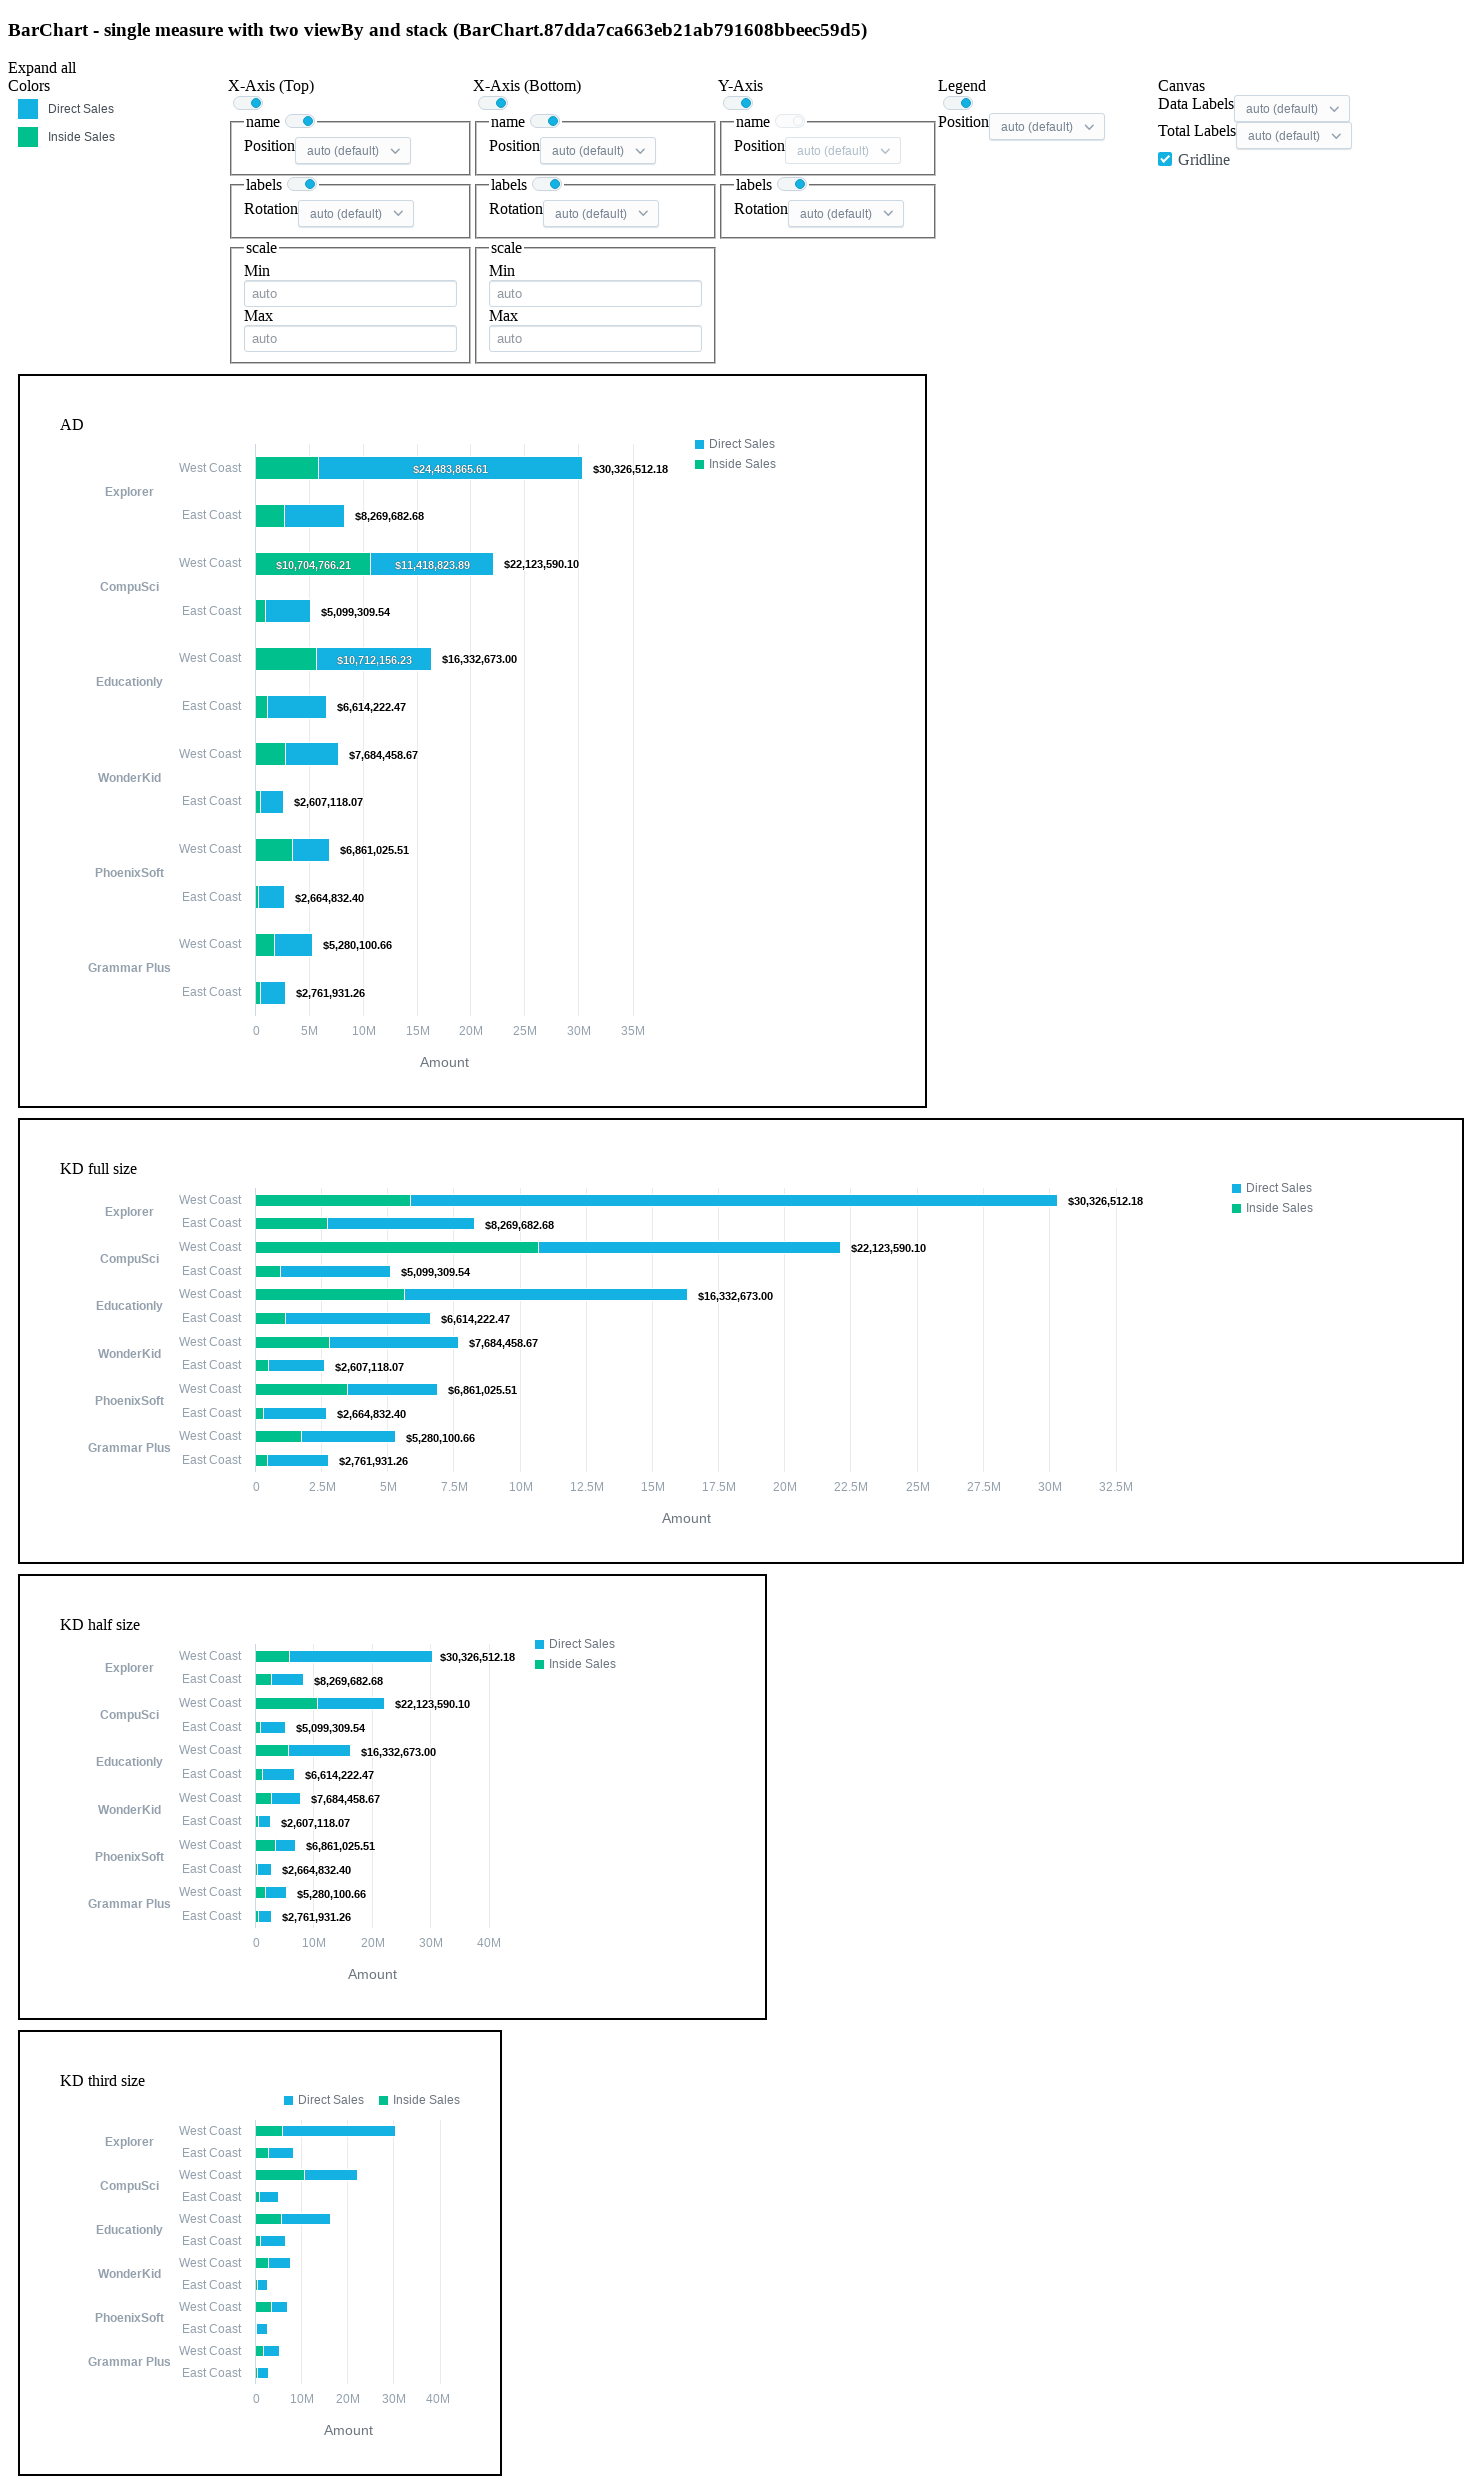 BarChart - single measure with two viewBy and stack (BarChart.87dda7ca663eb21ab791608bbeec59d5)
Expand all
Colors
Direct Sales
Inside Sales
X-Axis (Top)
name
Position auto (default)
labels
Rotation auto (default)
scale
Min
auto
Max
auto
X-Axis (Bottom)
name
Position auto (default)
labels
Rotation auto (default)
scale
Min
auto
Max
auto
Y-Axis
name
Position auto (default)
labels
Rotation auto (default)
Legend
Position auto (default)
Canvas
Data Labels auto (default)
Total Labels auto (default)
Gridline
AD
Direct Sales
Inside Sales
Explorer
West Coast $24,483,865.61 $30,326,512.18
East Coast $8,269,682.68
CompuSci
West Coast $10,704,766.21 $11,418,823.89 $22,123,590.10
East Coast $5,099,309.54
Educationly
West Coast $10,712,156.23 $16,332,673.00
East Coast $6,614,222.47
WonderKid
West Coast $7,684,458.67
East Coast $2,607,118.07
PhoenixSoft
West Coast $6,861,025.51
East Coast $2,664,832.40
Grammar Plus
West Coast $5,280,100.66
East Coast $2,761,931.26
0 5M 10M 15M 20M 25M 30M 35M
Amount
KD full size
Direct Sales
Inside Sales
Explorer
West Coast $30,326,512.18
East Coast $8,269,682.68
CompuSci
West Coast $22,123,590.10
East Coast $5,099,309.54
Educationly
West Coast $16,332,673.00
East Coast $6,614,222.47
WonderKid
West Coast $7,684,458.67
East Coast $2,607,118.07
PhoenixSoft
West Coast $6,861,025.51
East Coast $2,664,832.40
Grammar Plus
West Coast $5,280,100.66
East Coast $2,761,931.26
0 2.5M 5M 7.5M 10M 12.5M 15M 17.5M 20M 22.5M 25M 27.5M 30M 32.5M
Amount
KD half size
Direct Sales
Inside Sales
Explorer
West Coast $30,326,512.18
East Coast $8,269,682.68
CompuSci
West Coast $22,123,590.10
East Coast $5,099,309.54
Educationly
West Coast $16,332,673.00
East Coast $6,614,222.47
WonderKid
West Coast $7,684,458.67
East Coast $2,607,118.07
PhoenixSoft
West Coast $6,861,025.51
East Coast $2,664,832.40
Grammar Plus
West Coast $5,280,100.66
East Coast $2,761,931.26
0 10M 20M 30M 40M
Amount
KD third size
Direct Sales Inside Sales
Explorer
West Coast
East Coast
CompuSci
West Coast
East Coast
Educationly
West Coast
East Coast
WonderKid
West Coast
East Coast
PhoenixSoft
West Coast
East Coast
Grammar Plus
West Coast
East Coast
0 10M 20M 30M 40M
Amount